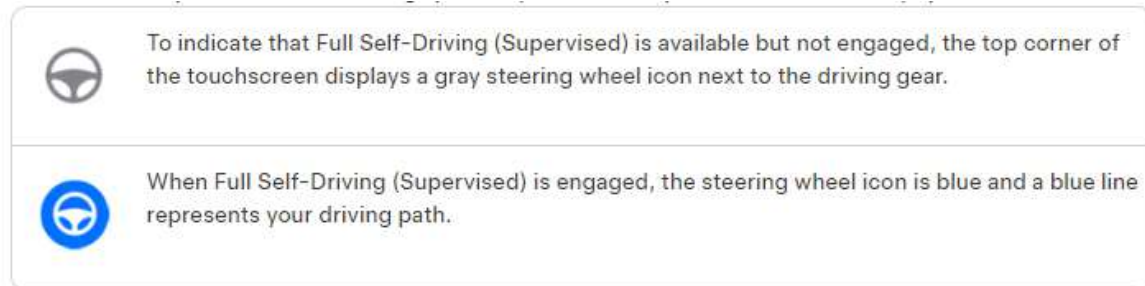 To indicate that Full Self-Driving (Supervised) is available but not engaged, the top corner of
the touchscreen displays a gray steering wheel icon next to the driving gear.
When Full Self-Driving (Supervised) is engaged, the steering wheel icon is blue and a blue line
represents your driving path.